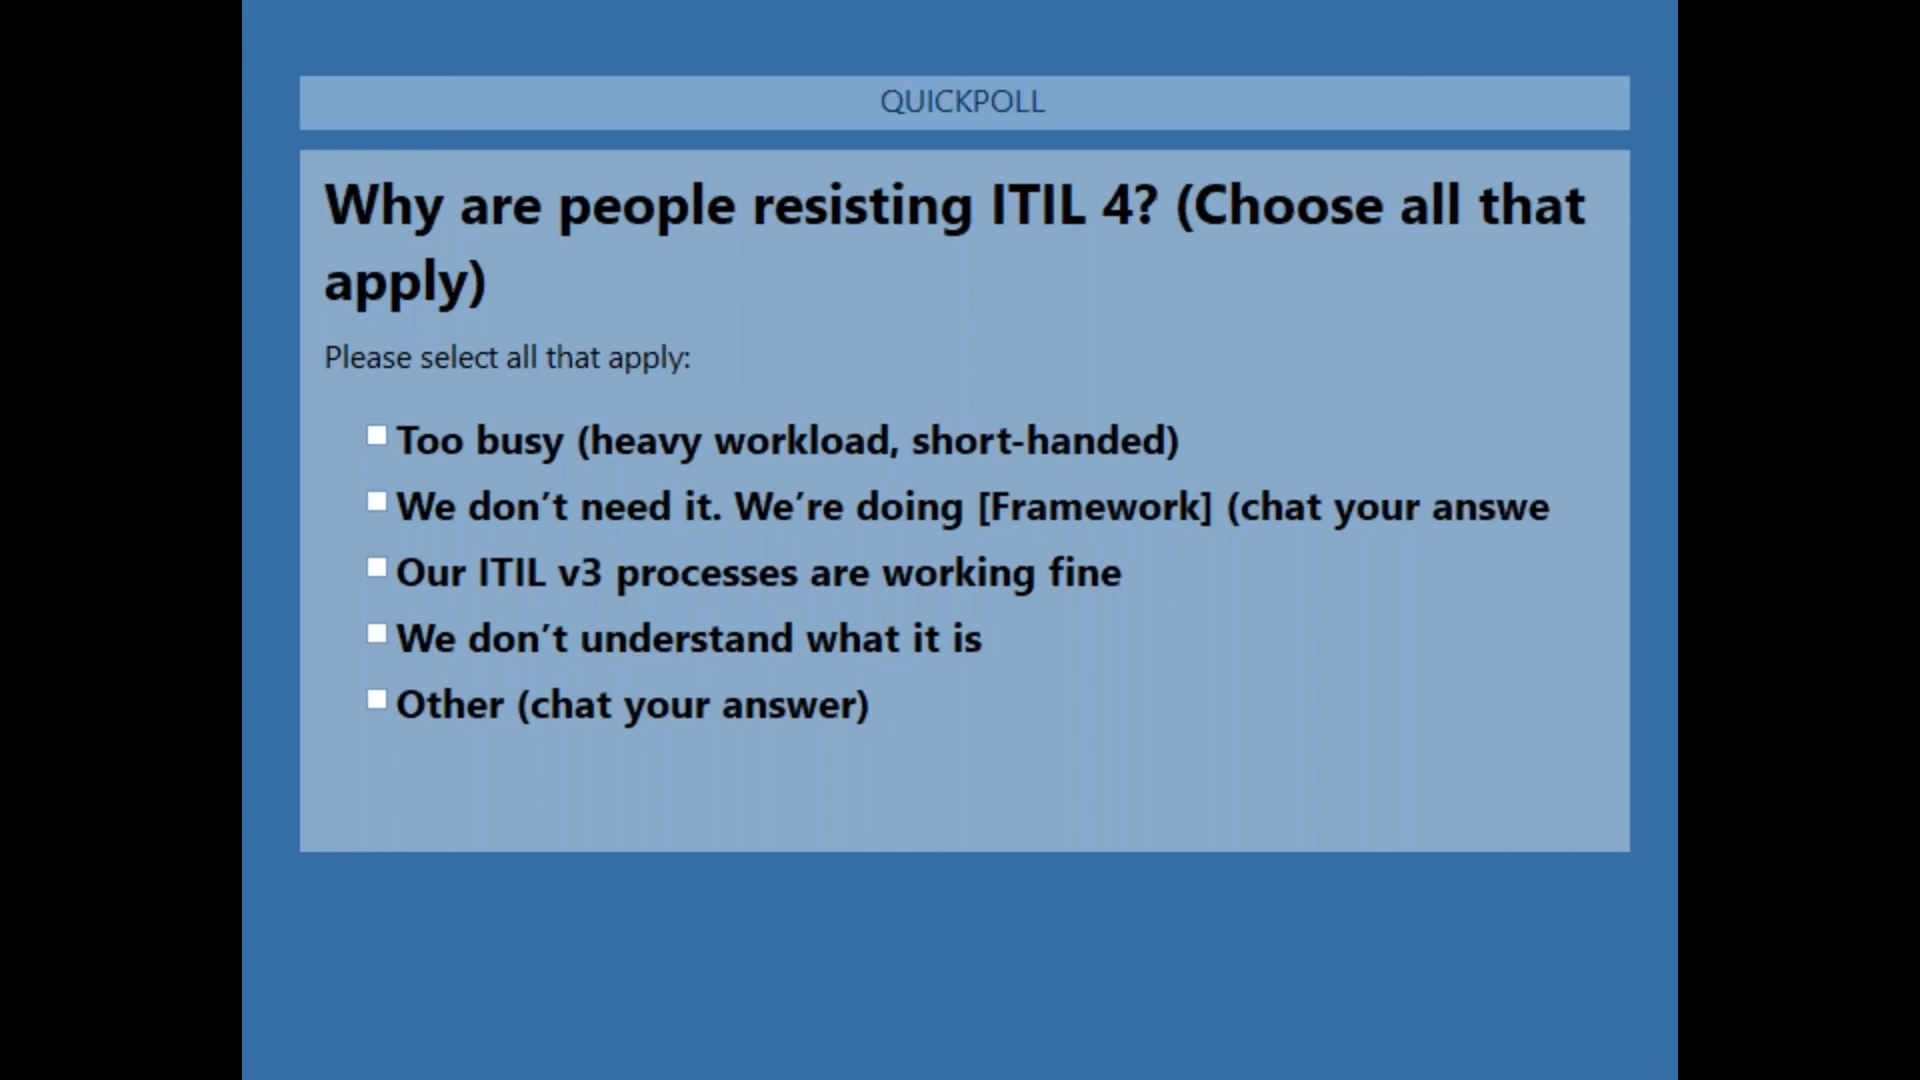 QUICKPOLL
Why are people resisting ITIL 4? (Choose all that
apply)
Please select all that apply:
Too busy (heavy workload, short-handed)
We don’t need it. We’re doing [Framework] (chat your answe
Our ITIL v3 processes are working fine
We don’t understand what it is
Other (chat your answer)